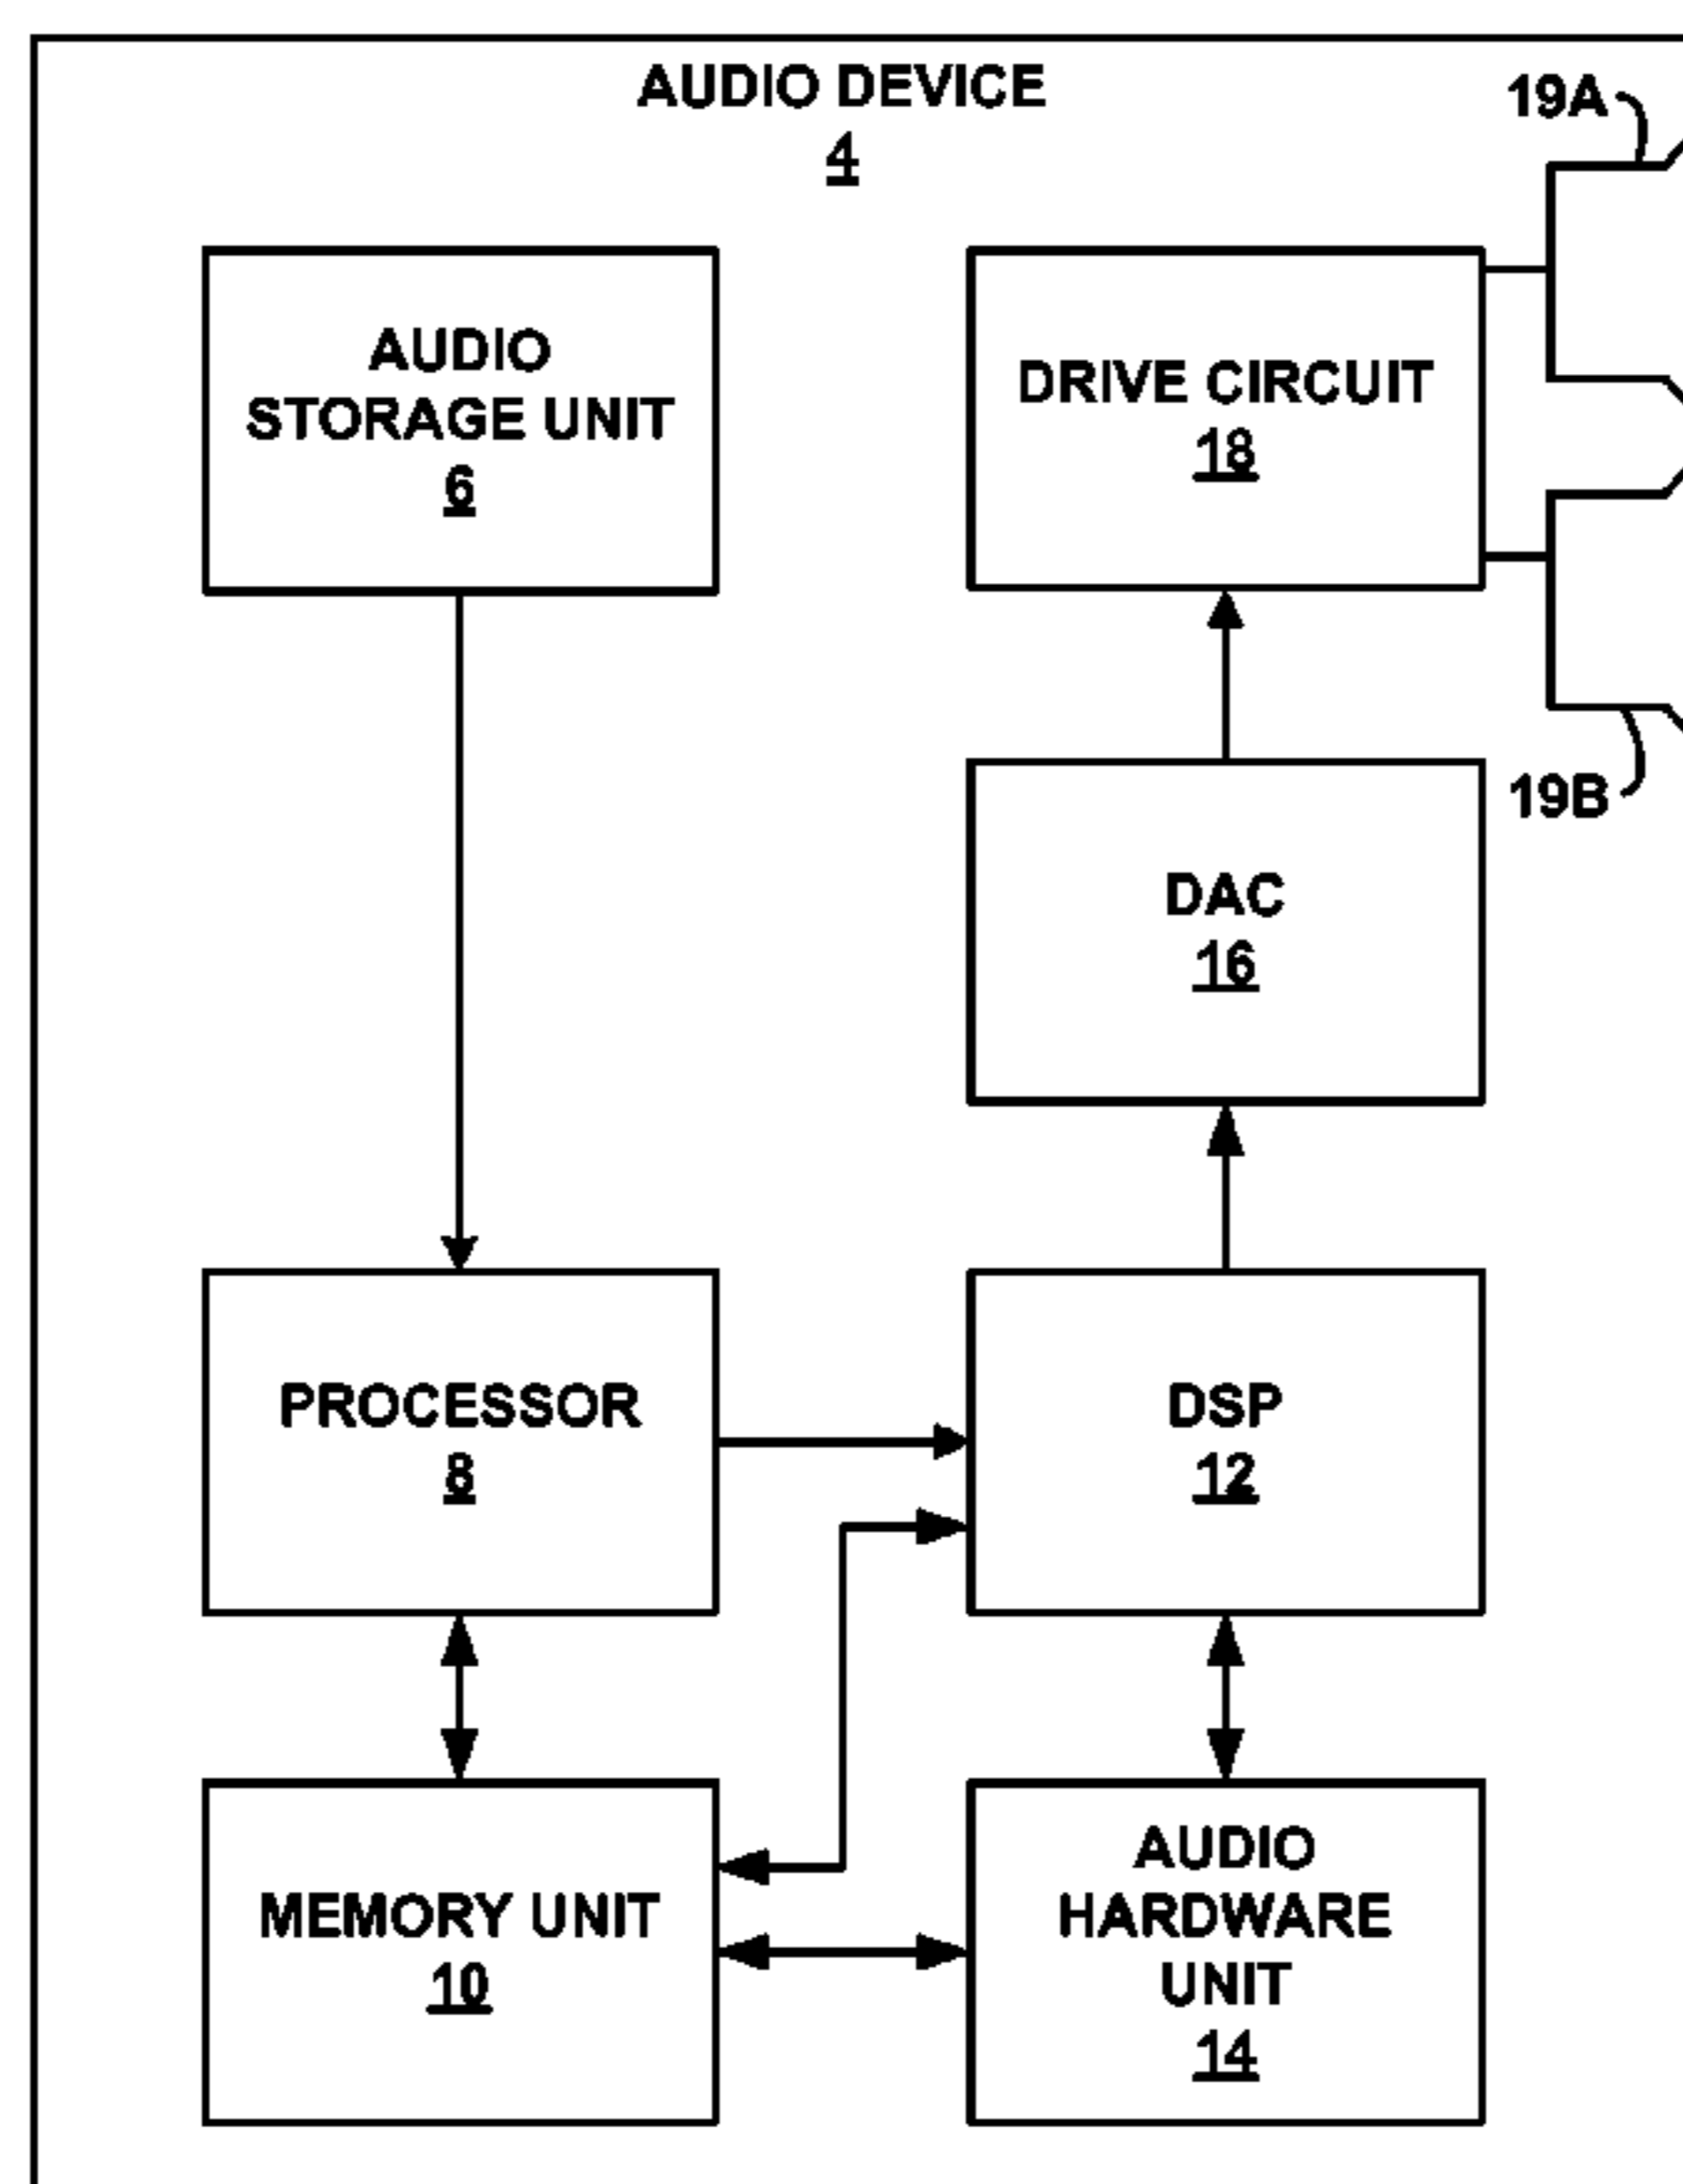 AUDIO DEVICE
4
19A
AUDIO
STORAGE UNIT
6
DRIVE CIRCUIT
18
19B
DAC
16
PROCESSOR
8
DSP
12
MEMORY UNIT
10
AUDIO
HARDWARE
UNIT
14